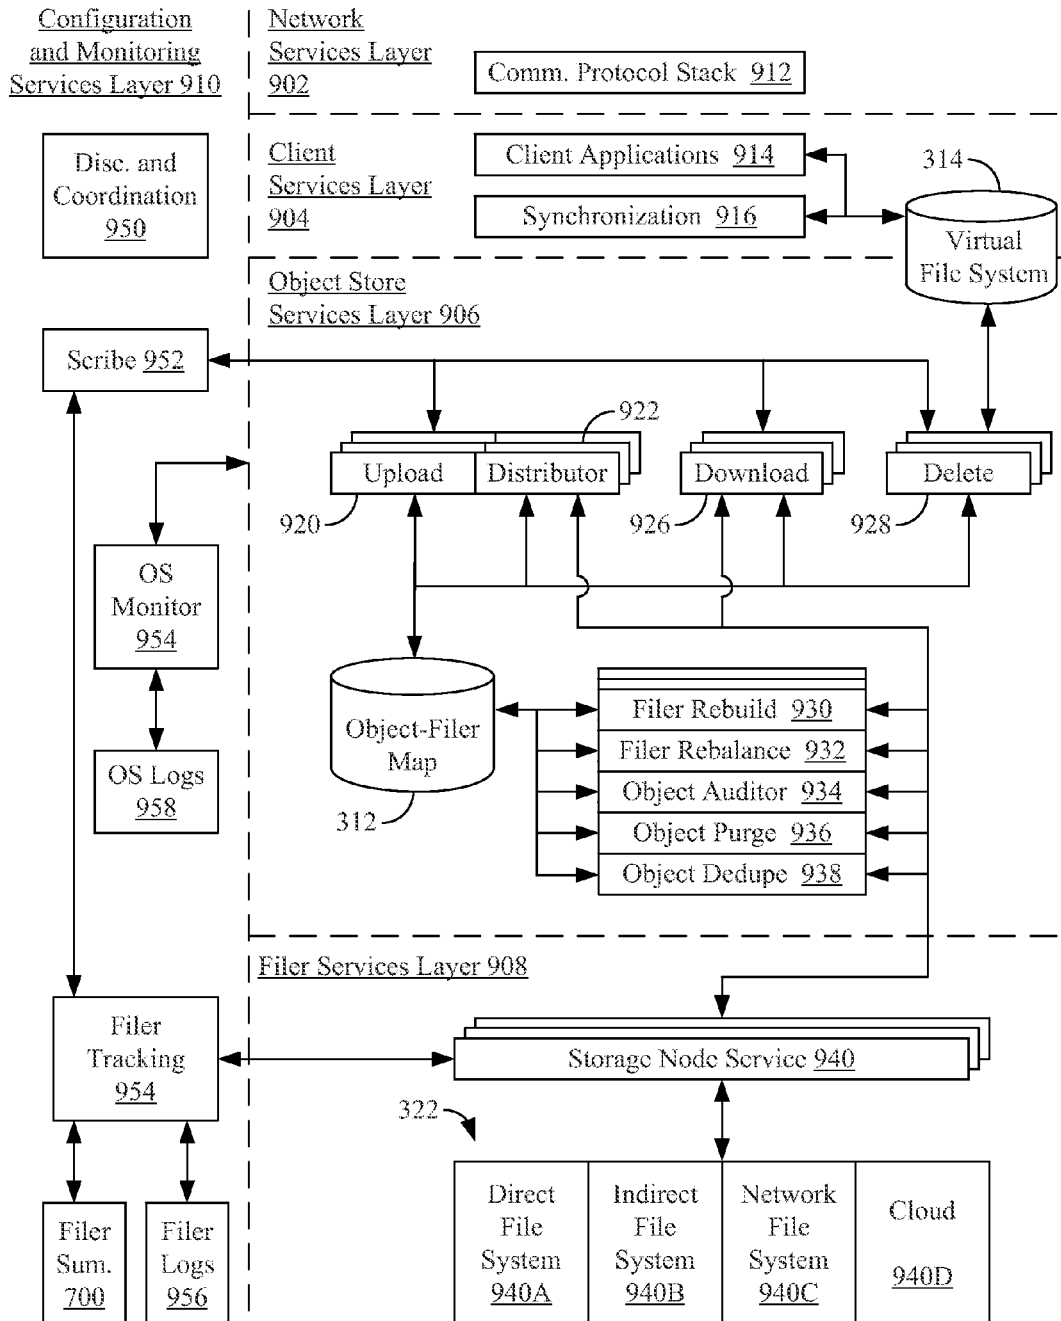 Configuration
and Monitoring
Services Layer 910
Network
Services Layer
902
Comm. Protocol Stack 912
Disc. and
Coordination
950
Client
Services Layer
904
Client Applications 914
Synchronization 916
314
Virtual
File System
Object Store
Services Layer 906
Scribe 952
922
Upload
Distributor
Download
Delete
920
926
928
OS
Monitor
954
OS Logs
958
Object-Filer
Map
312
Filer Rebuild 930
Filer Rebalance 932
Object Auditor 934
Object Purge 936
Object Dedupe 938
Filer Services Layer 908
Filer
Tracking
954
Storage Node Service 940
322
Filer
Sum.
700
Filer
Logs
956
Direct
File
System
940A
Indirect
File
System
940B
Network
File
System
940C
Cloud
940D